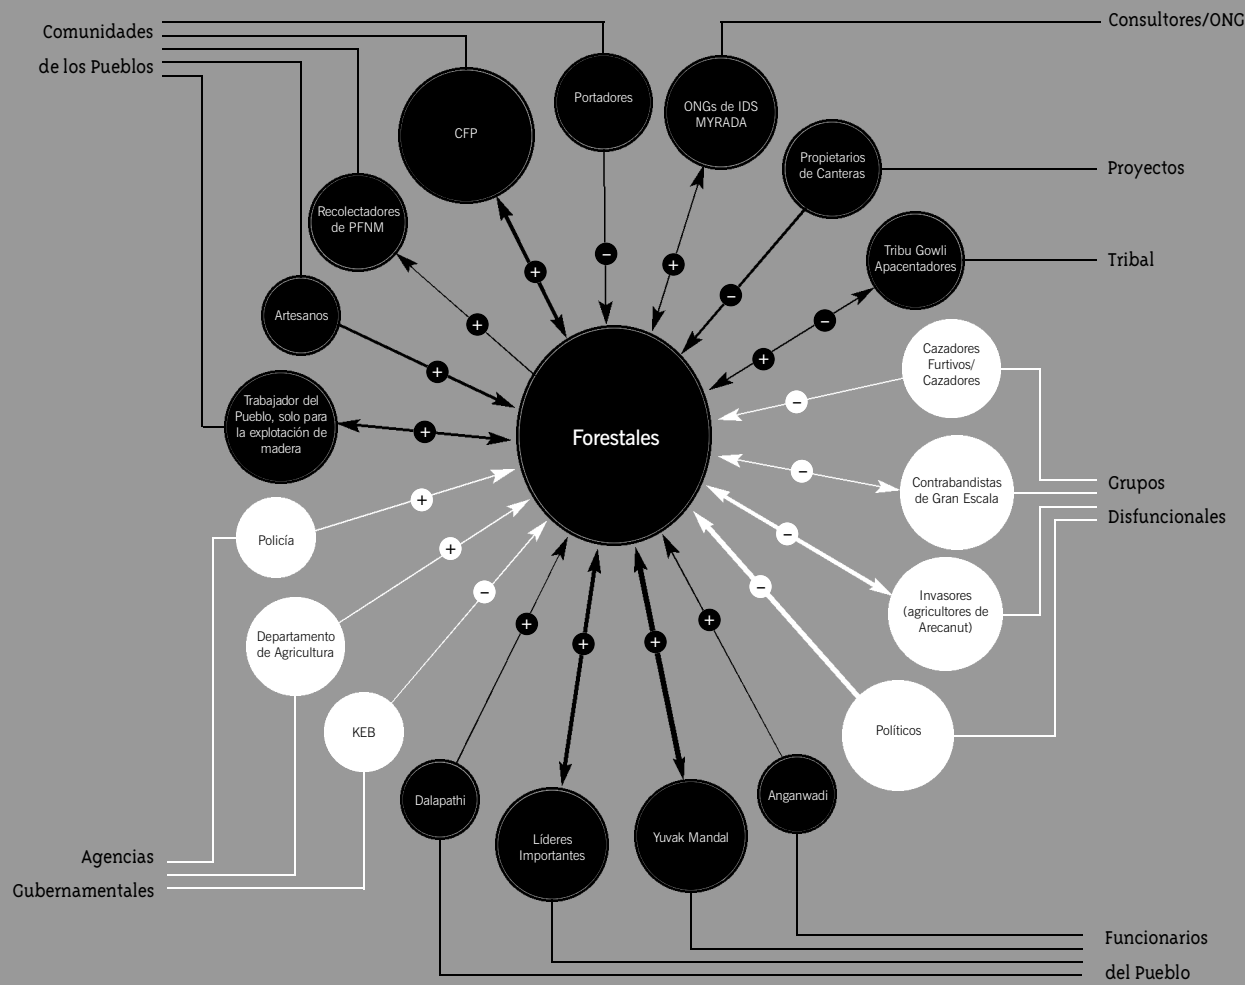 Comunidades
de los Pueblos
Consultores/ONG
Portadores
CFP
ONGs de IDS
MYRADA
Propietarios
de Canteras
Proyectos
Recolectadores
de PFNM
Tribu Gowli
Apacentadores
Tribal
Artesanos
Cazadores
Furtivos/
Cazadores
Trabajador del
Pueblo, solo para
la explotación de
madera
Forestales
Contrabandistas
de Gran Escala
Grupos
Disfuncionales
Policía
Invasores
(agricultores de
Arecanut)
Departamento
de Agricultura
KEB
Políticos
Dalapathi
Líderes
Importantes
Yuvak Mandal
Anganwadi
Agencias
Gubernamentales
Funcionarios
del Pueblo
+
–
+
–
–
+
+
+
+
–
–
–
–
+
+
–
+
+
+
+